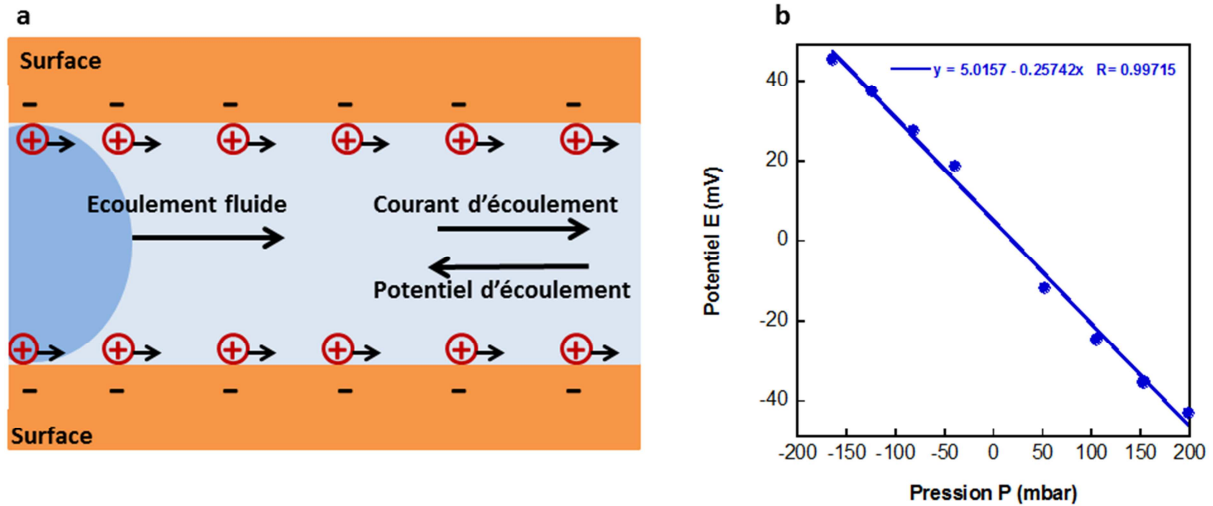 a
Surface
- - - - - -
+ + + + + +
Ecoulement fluide
Courant d'écoulement
Potentiel d'écoulement
+ + + + + +
- - - - - -
Surface
b
y = 5.0157 - 0.25742x R= 0.99715
40
20
0
-20
-40
Potentiel E (mV)
-200 -150 -100 -50 0 50 100 150 200
Pression P (mbar)